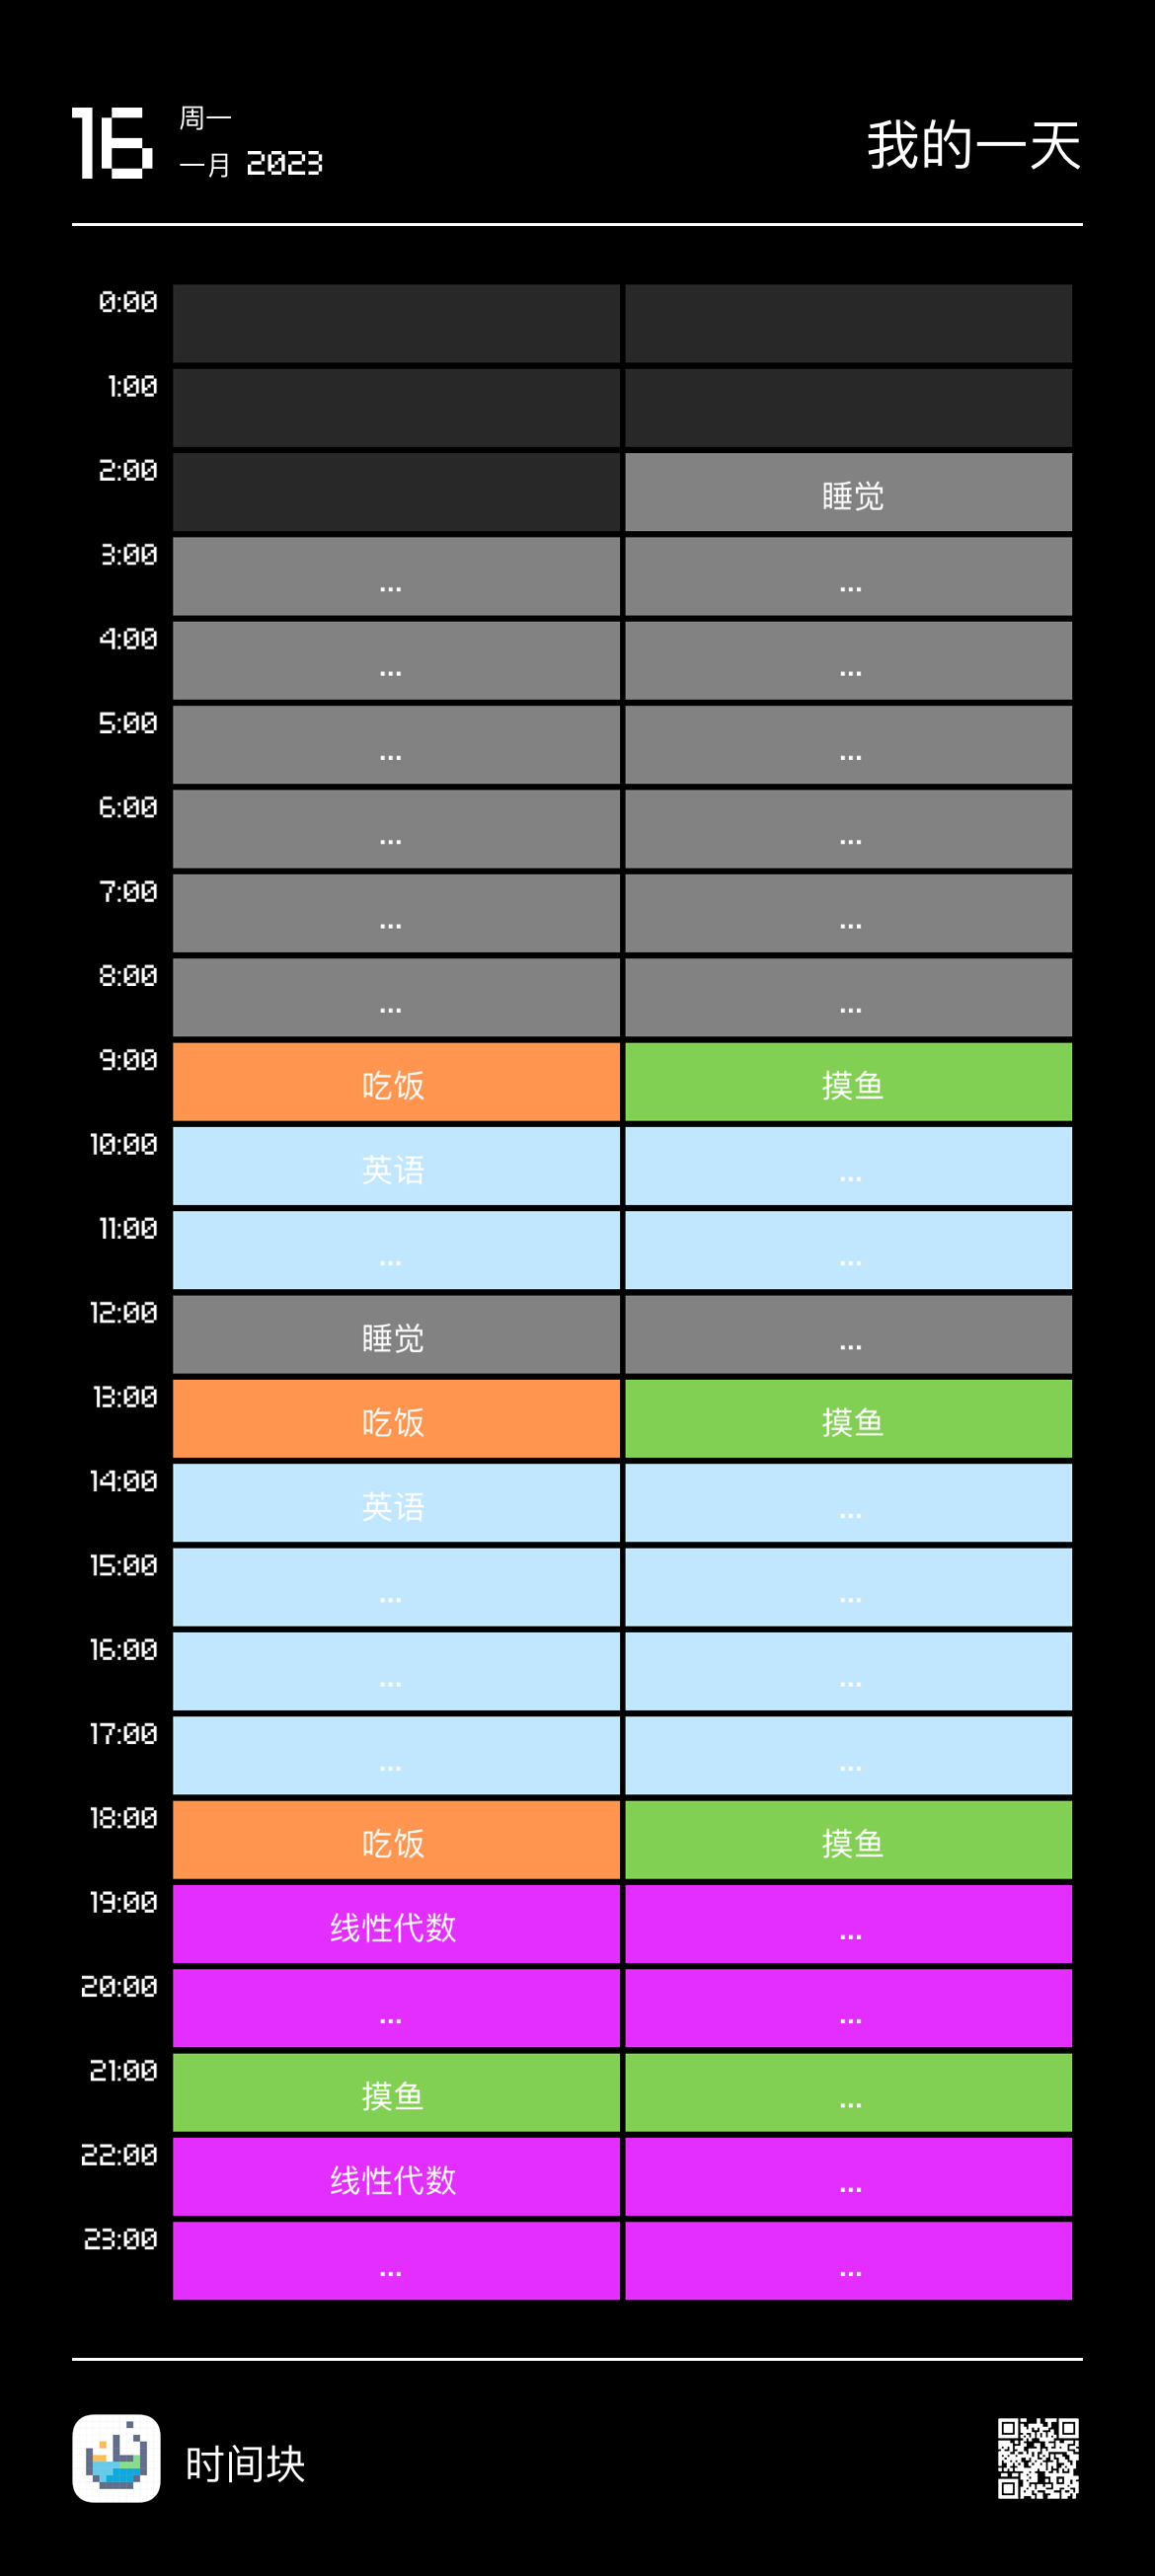 16 周一
一月 2023
我的一天
0:00
1:00
2:00 睡觉
3:00 ... ...
4:00 ... ...
5:00 ... ...
6:00 ... ...
7:00 ... ...
8:00 ... ...
9:00 吃饭 摸鱼
10:00 英语 ...
11:00 ... ...
12:00 睡觉 ...
13:00 吃饭 摸鱼
14:00 英语 ...
15:00 ... ...
16:00 ... ...
17:00 ... ...
18:00 吃饭 摸鱼
19:00 线性代数 ...
20:00 ... ...
21:00 摸鱼 ...
22:00 线性代数 ...
23:00 ... ...
时间块